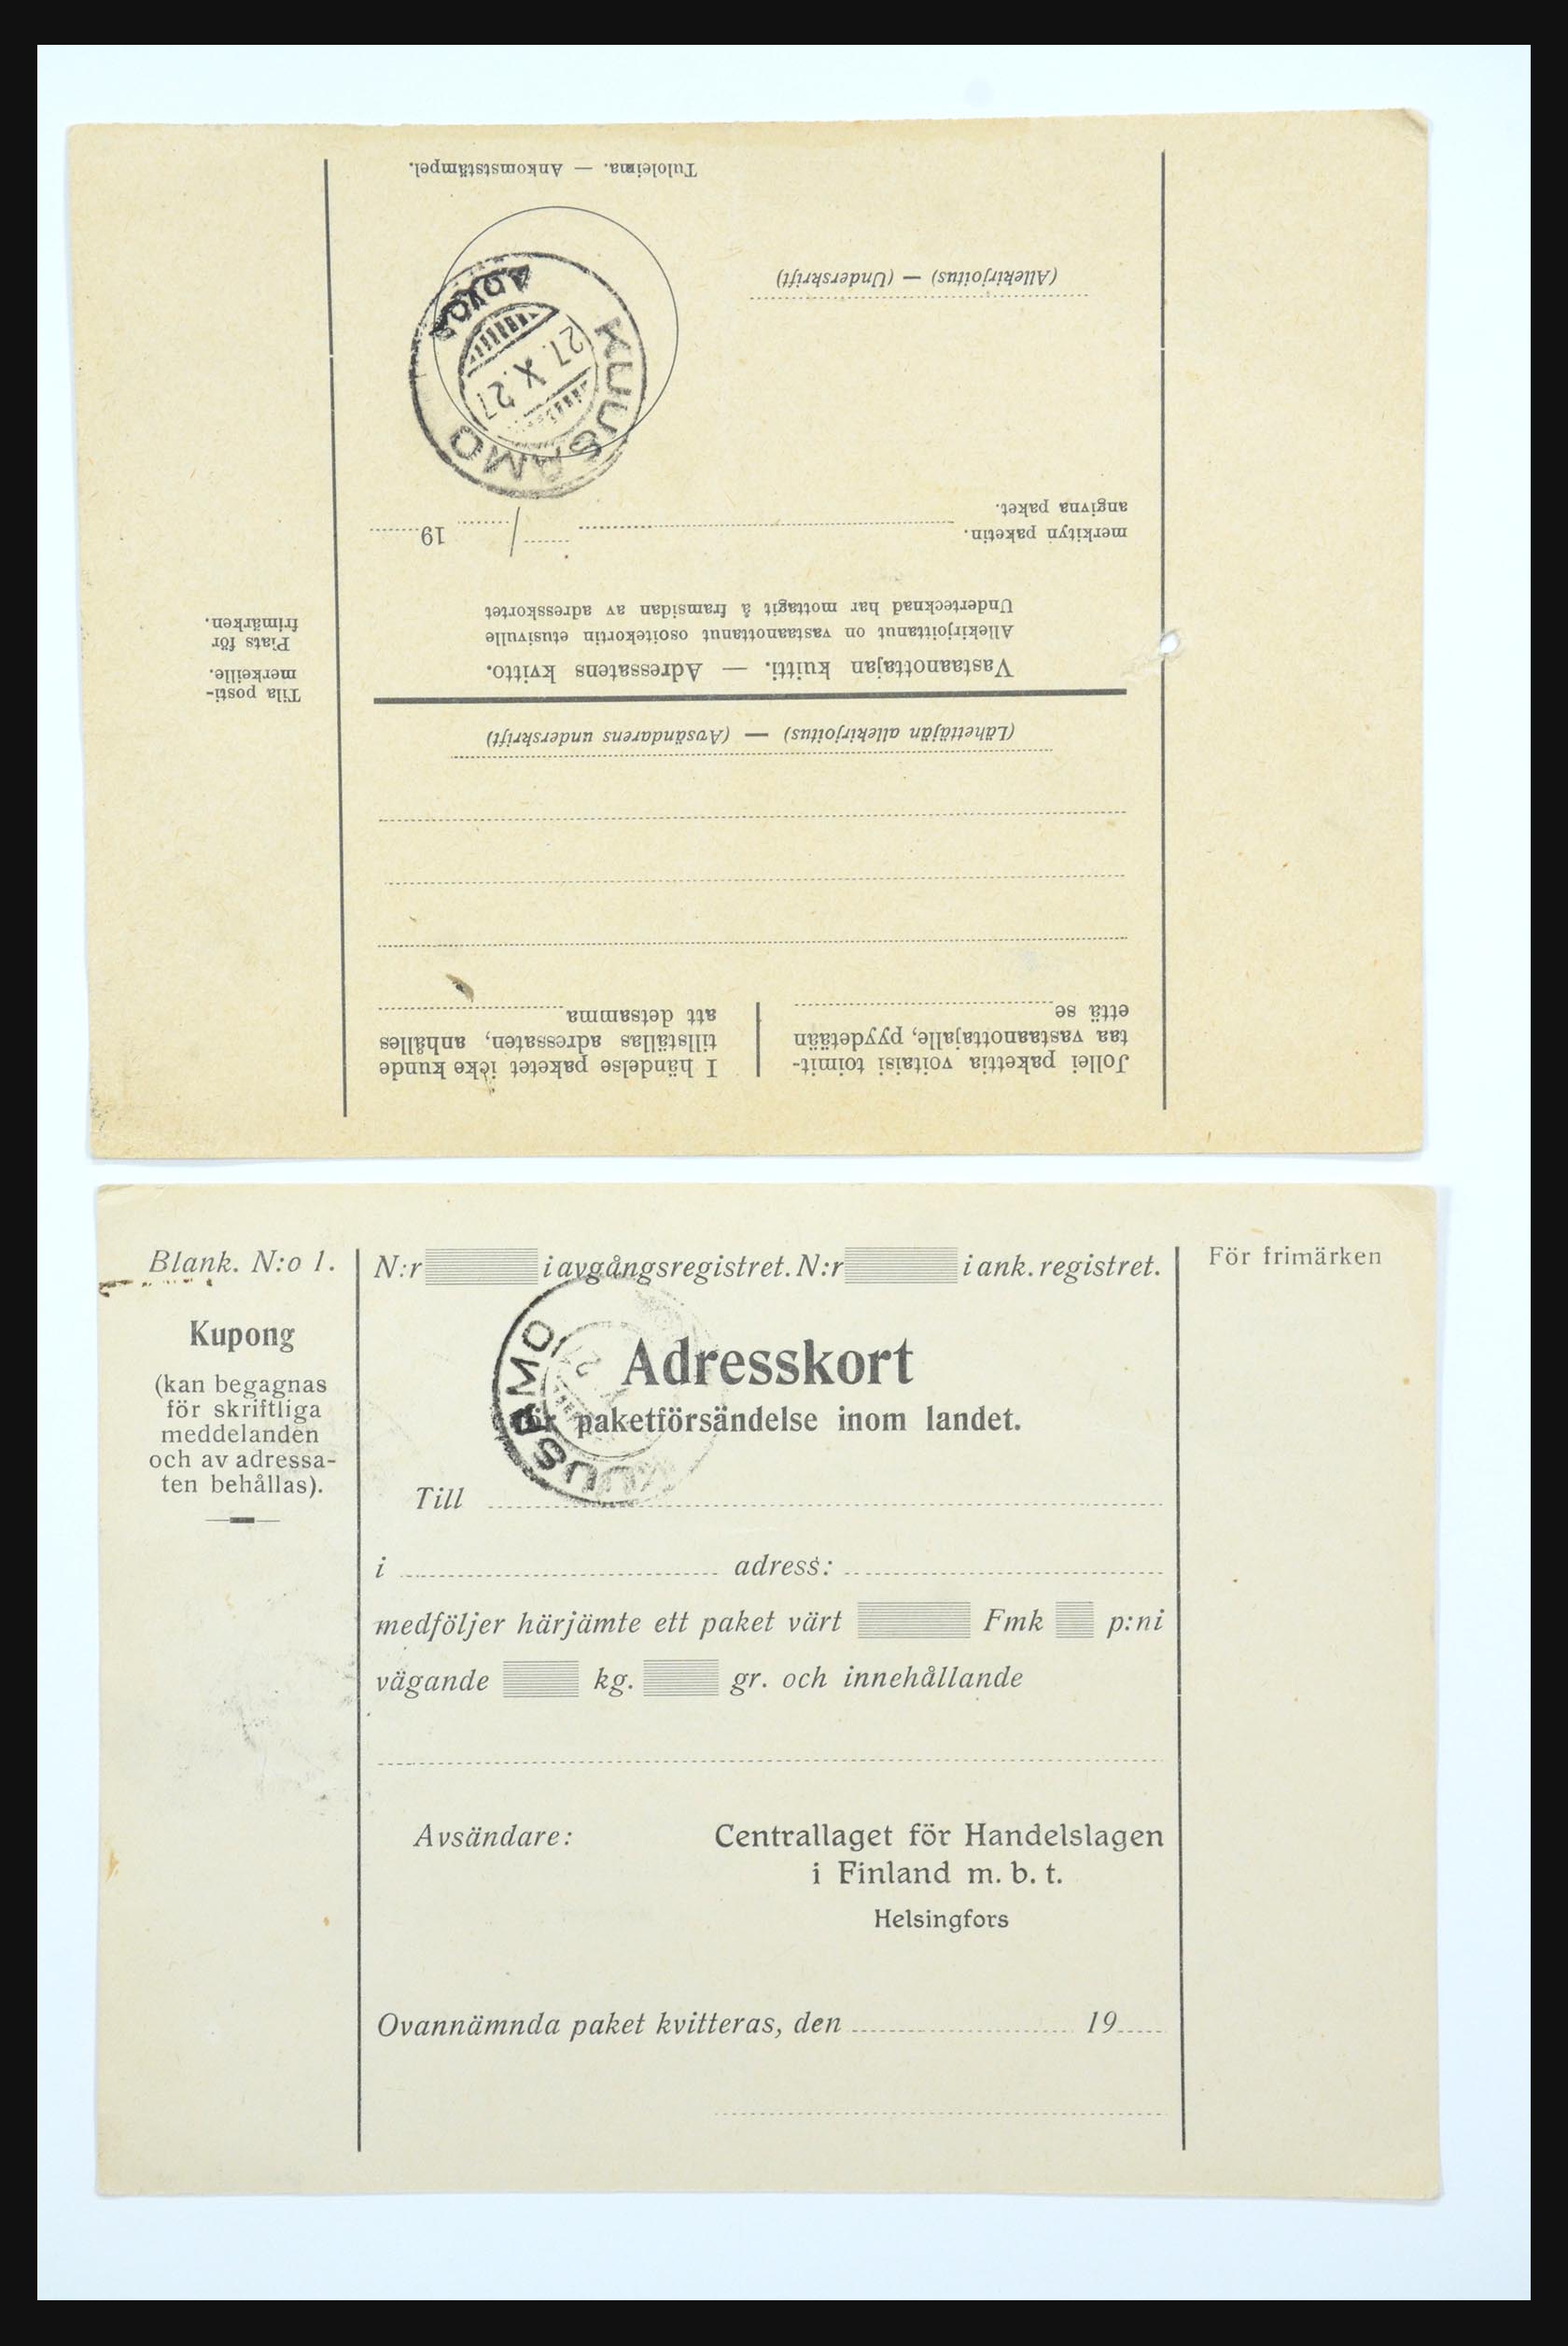 Jollei pakettia voitaisi toimit-
taa vastaanottajalle, pyydetään
että se
I händelse paketet icke kunde
tillställas adressaten, anhålles
att detsamma
(Lähettäjän allekirjoitus) — (Avsändarens underskrift)
Vastaanottajan kuitti. — Adressatens kvitto.
Allekirjoittanut on vastaanottanut osoitekortin etusivulle
Undertecknad har mottagit å framsidan av adresskortet
merkityn paketin.
angivna paket.
/ 19
(Allekirjoitus) — (Underskrift)
KUUSAMO
27. X. 27
Tuloleima. — Ankomststämpel.
Tila posti-
merkeille.
Plats för
frimärken.
Blank. N:o 1.
Kupong
(kan begagnas
för skriftliga
meddelanden
och av adressa-
ten behållas).
N:r i avgångsregistret. N:r i ank. registret.
Adresskort
för paketförsändelse inom landet.
Till
i adress:
medföljer härjämte ett paket värt Fmk p:ni
vägande kg. gr. och innehållande
Avsändare: Centrallaget för Handelslagen
i Finland m. b. t.
Helsingfors
Ovannämnda paket kvitteras, den 19
För frimärken